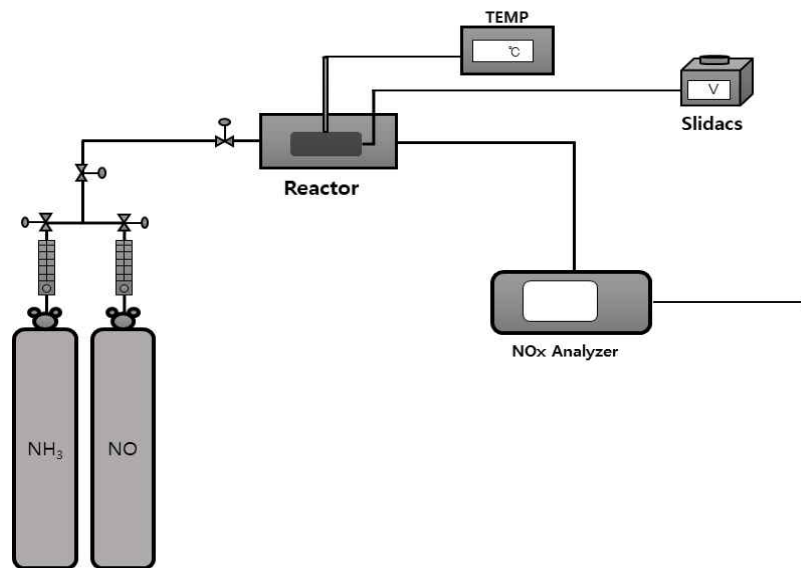 TEMP
℃
V
Slidacs
Reactor
NOx Analyzer
NH₃
NO